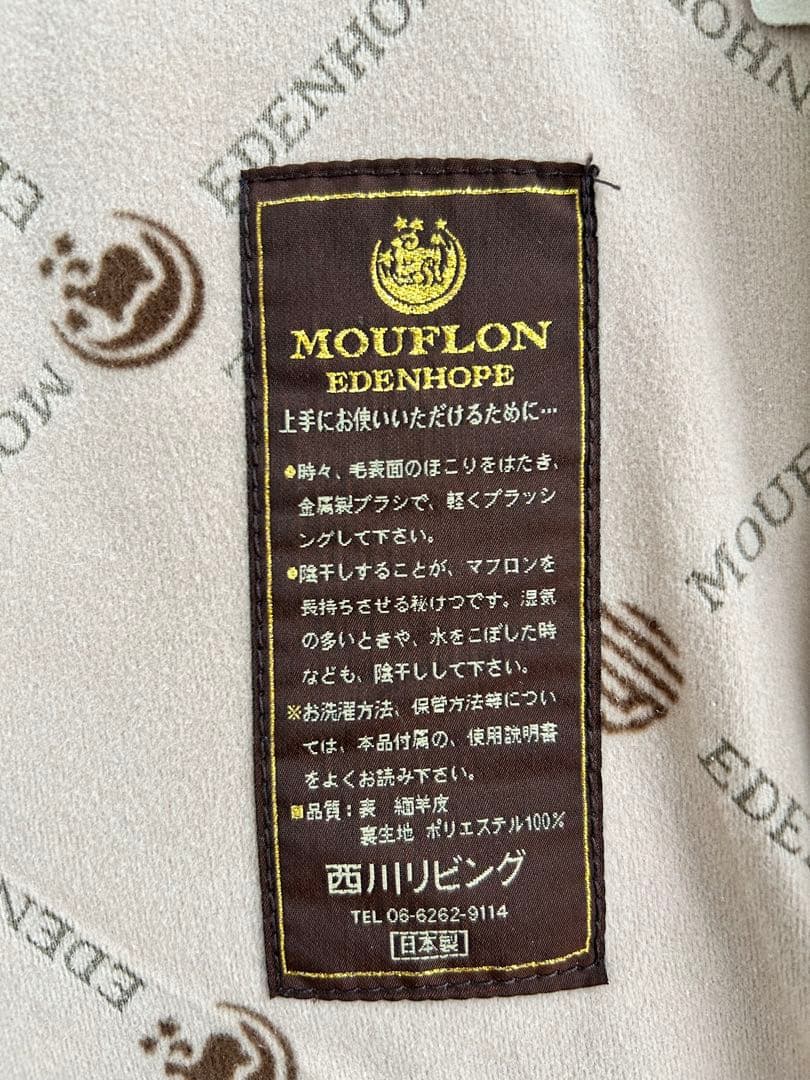 EDENHOPE
MOUFLON
EDENHOPE
上手にお使いいただけるために…
●時々、毛表面のほこりをはたき、
金属製ブラシで、軽くブラッシ
ングして下さい。
●陰干しすることが、マフロンを
長持ちさせる秘けつです。湿気
の多いときや、水をこぼした時
なども、陰干しして下さい。
※お洗濯方法、保管方法等につい
ては、本品付属の、使用説明書
をよくお読み下さい。
品質：表 緬羊皮
裏生地 ポリエステル100%
西川リビング
TEL 06-6262-9114
日本製